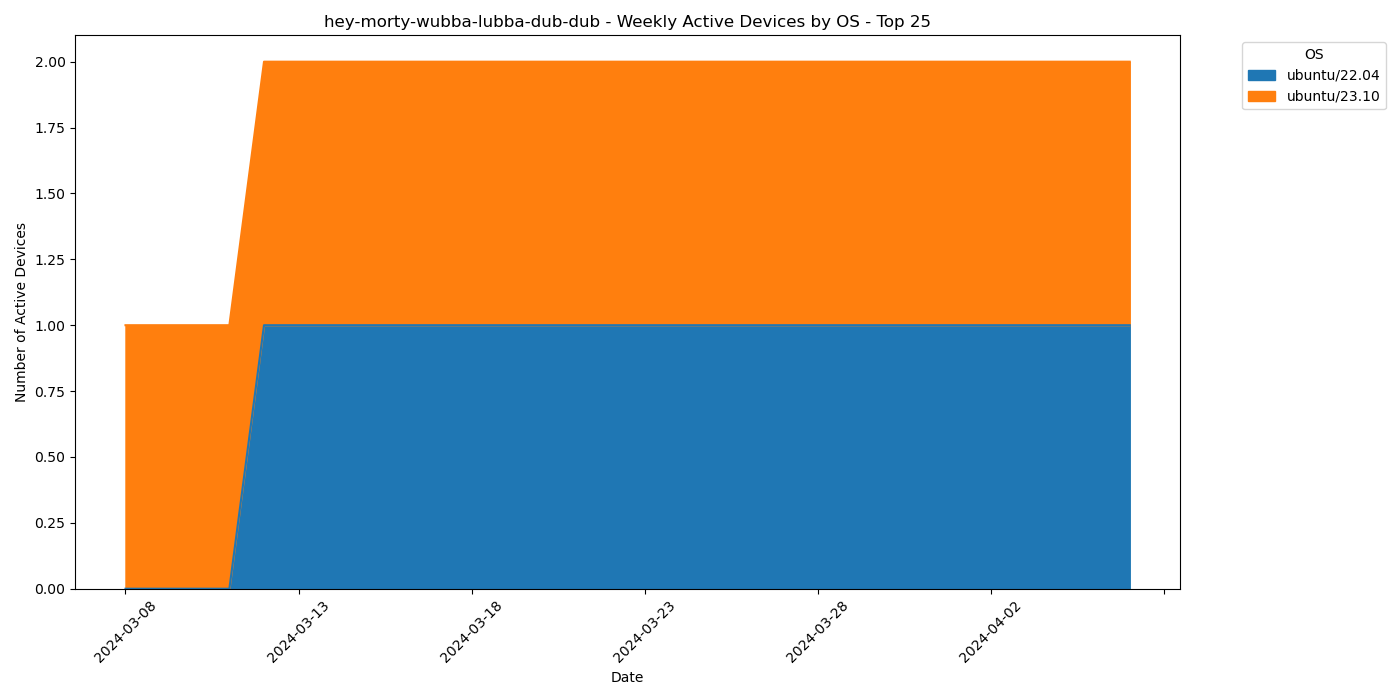 hey-morty-wubba-lubba-dub-dub - Weekly Active Devices by OS - Top 25
OS
ubuntu/22.04
ubuntu/23.10
Number of Active Devices
2.00
1.75
1.50
1.25
1.00
0.75
0.50
0.25
0.00
2024-03-08
2024-03-13
2024-03-18
2024-03-23
2024-03-28
2024-04-02
Date